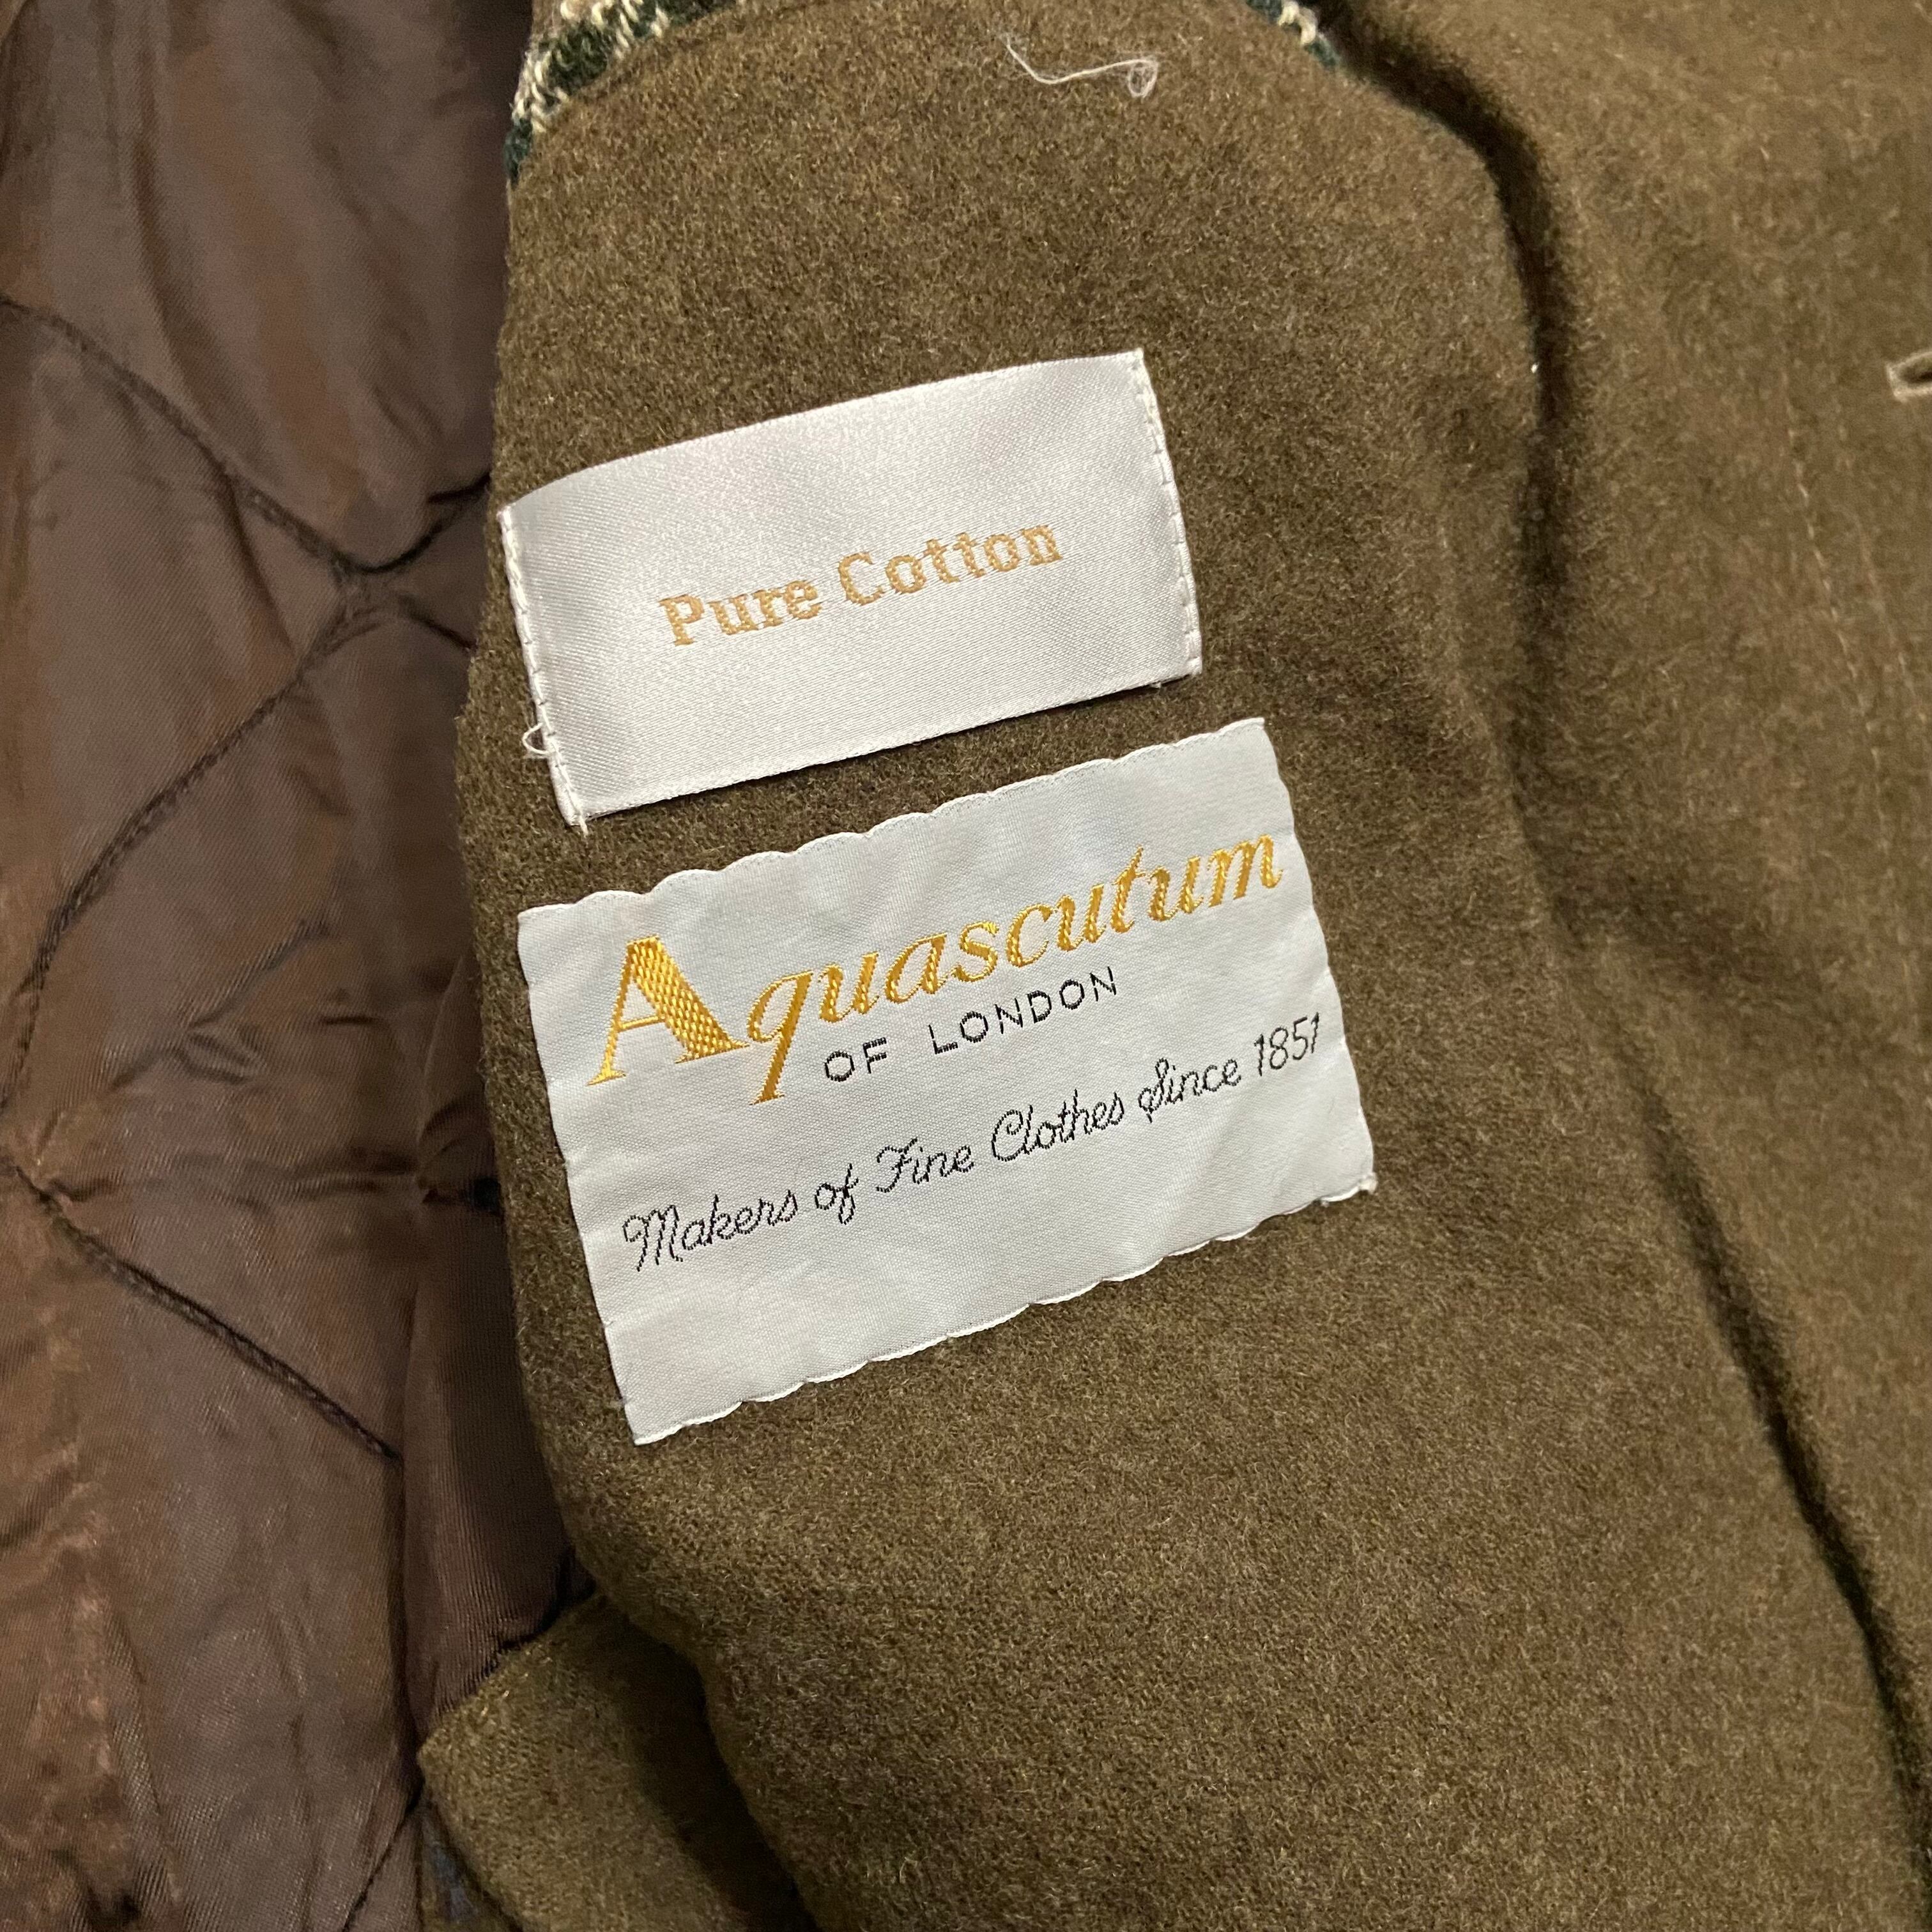 Pure Cotton
Aquascutum
OF LONDON
Makers of Fine Clothes Since 1851